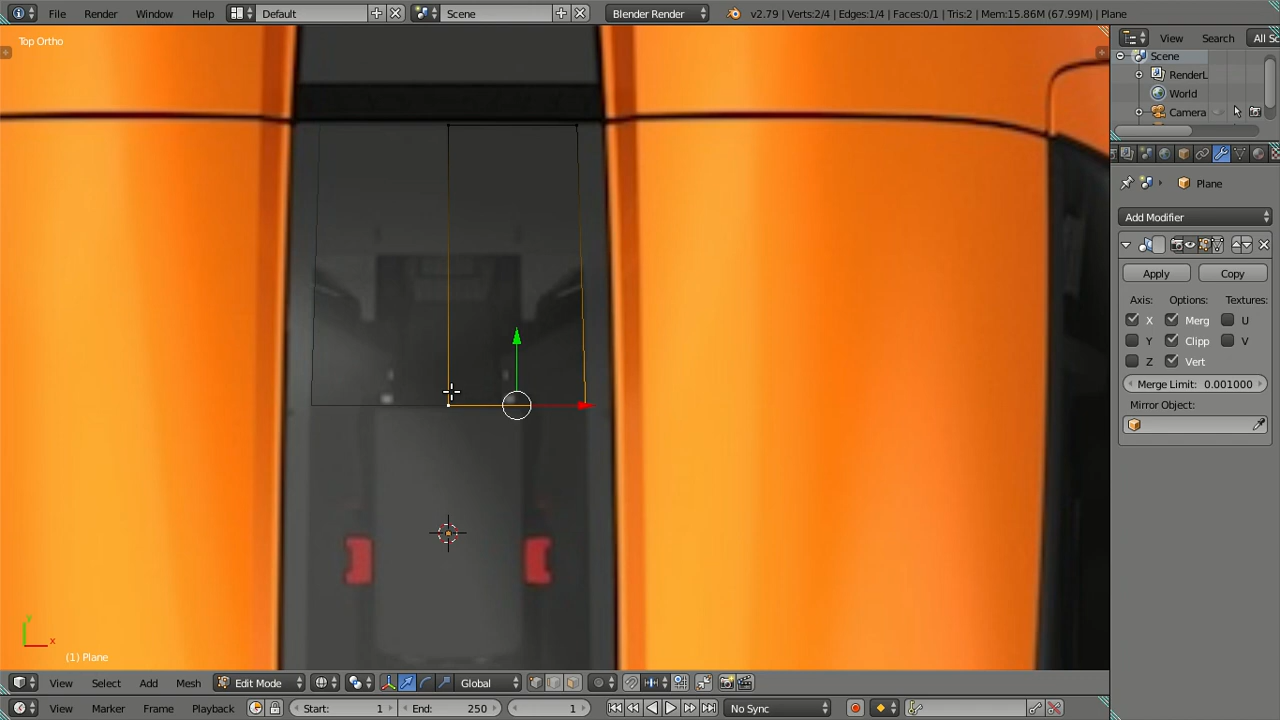 File Render Window Help Default Scene Blender Render v2.79 | Verts:2/4 | Edges:1/4 | Faces:0/1 | Tris:2 | Mem:15.86M (67.99M) | Plane
Top Ortho
View Search All Sc
Scene
RenderL
World
Camera
Plane
Add Modifier
Apply Copy
Axis: Options: Textures:
X Merg U
Y Clipp V
Z Vert
Merge Limit: 0.001000
Mirror Object:
y
x
(1) Plane
View Select Add Mesh Edit Mode Global
View Marker Frame Playback Start: 1 End: 250 1 No Sync